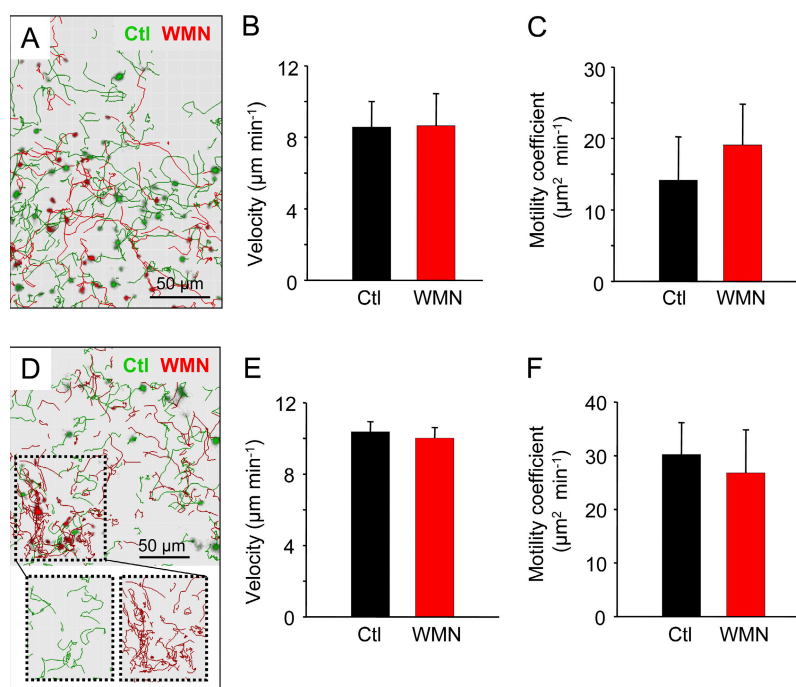 A
Ctl WMN
50 µm
B
Velocity (µm min-1)
12
8
4
0
Ctl
WMN
C
Motility coefficient
(µm2 min-1)
30
20
10
0
Ctl
WMN
D
Ctl WMN
50 µm
E
Velocity (µm min-1)
12
8
4
0
Ctl
WMN
F
Motility coefficient
(µm2 min-1)
40
30
20
10
0
Ctl
WMN